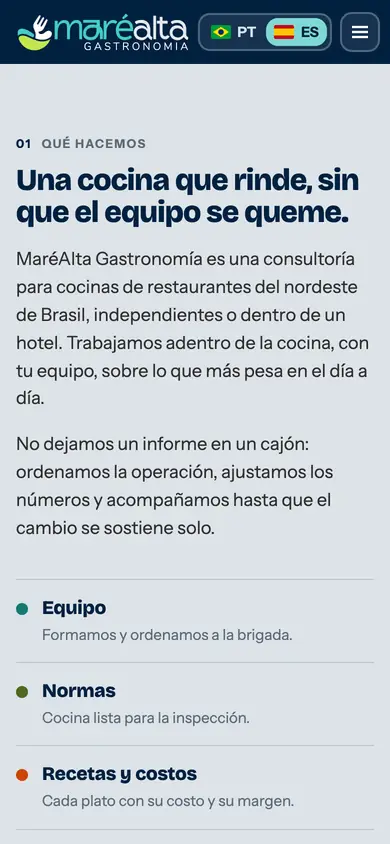 maréalta
GASTRONOMIA
PT
ES
01 QUÉ HACEMOS
Una cocina que rinde, sin
que el equipo se queme.
MaréAlta Gastronomía es una consultoría
para cocinas de restaurantes del nordeste
de Brasil, independientes o dentro de un
hotel. Trabajamos adentro de la cocina, con
tu equipo, sobre lo que más pesa en el día a
día.
No dejamos un informe en un cajón:
ordenamos la operación, ajustamos los
números y acompañamos hasta que el
cambio se sostiene solo.
Equipo
Formamos y ordenamos a la brigada.
Normas
Cocina lista para la inspección.
Recetas y costos
Cada plato con su costo y su margen.